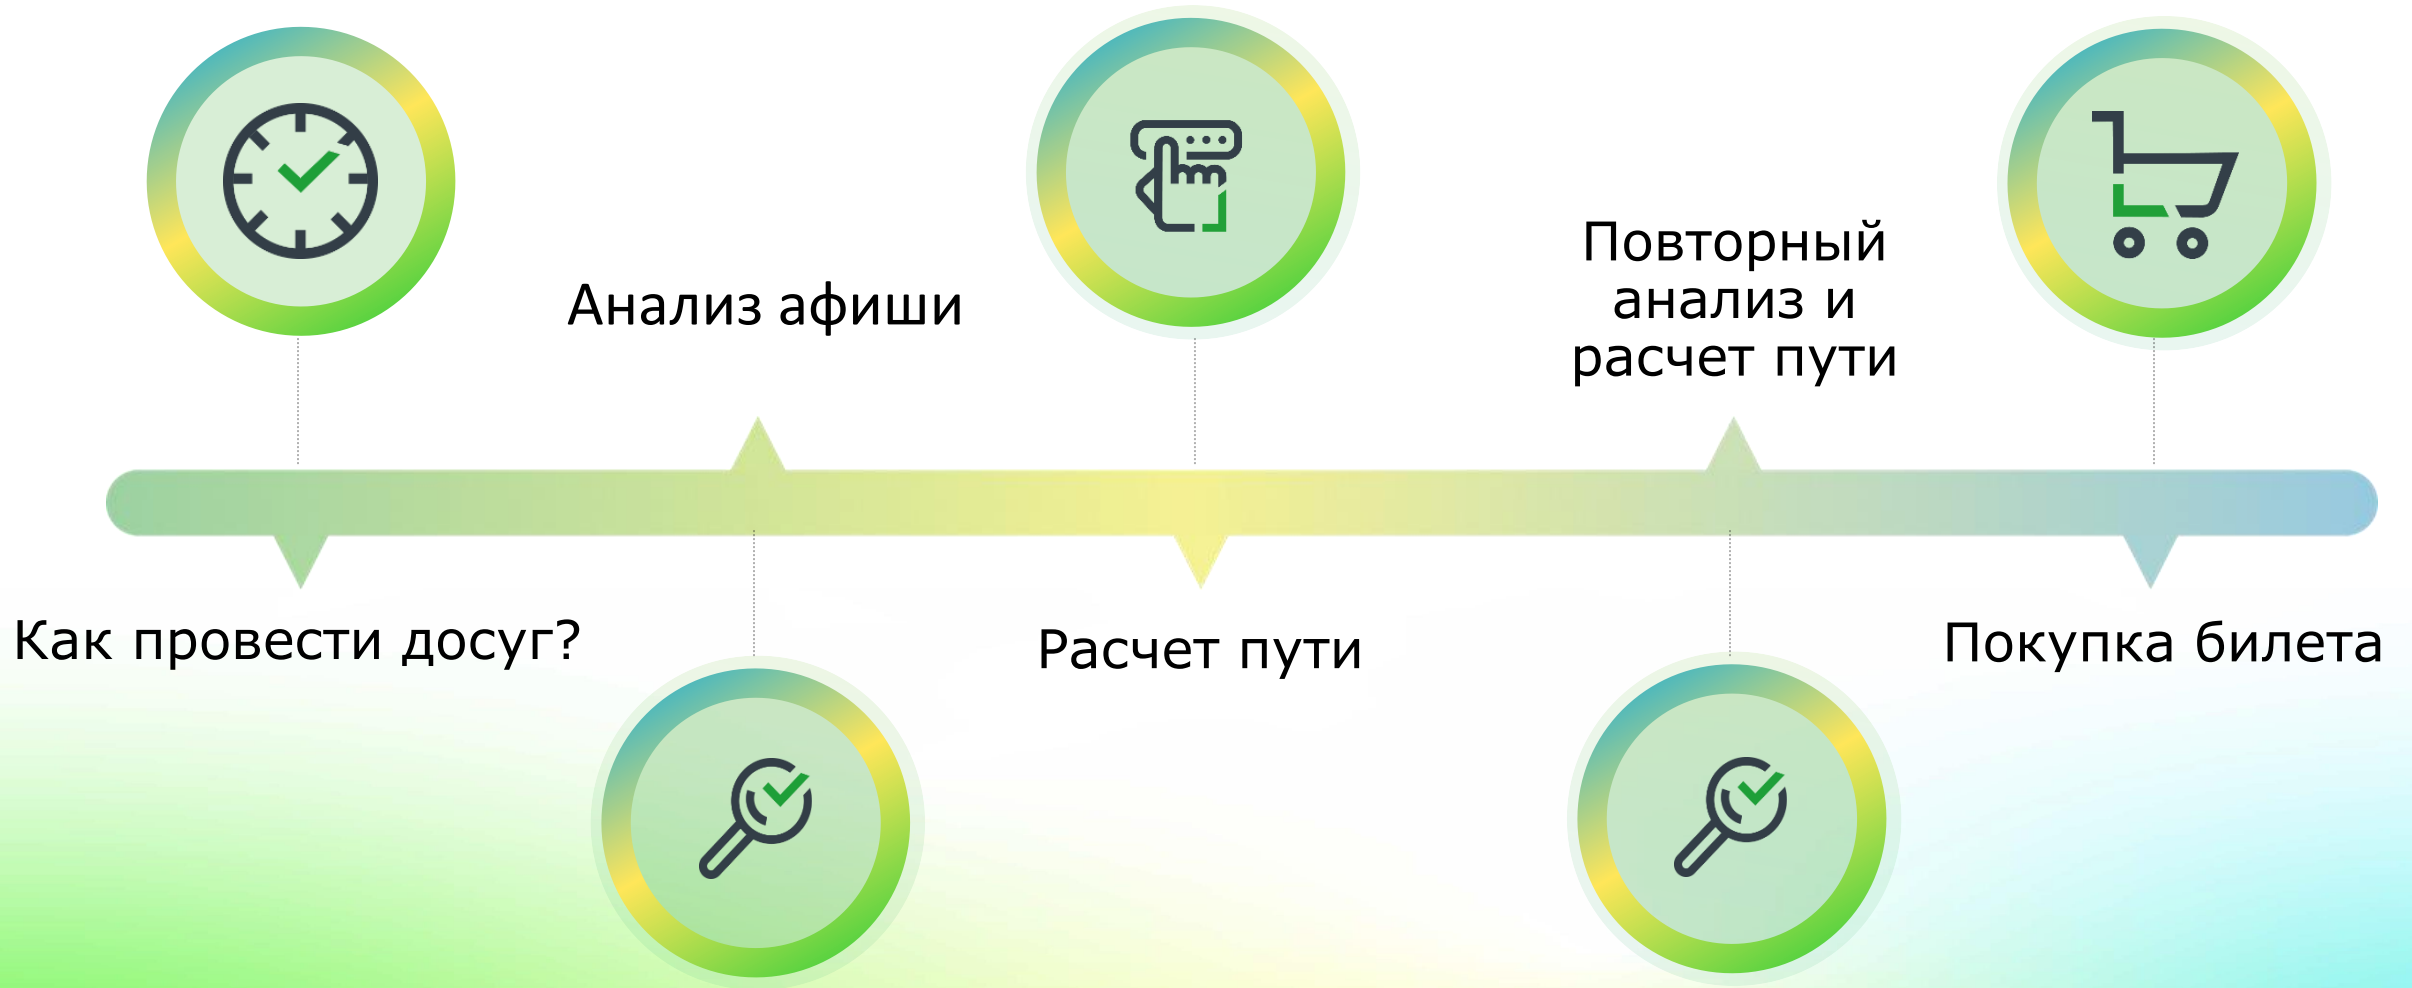 Как провести досуг?
Анализ афиши
Расчет пути
Повторный
анализ и
расчет пути
Покупка билета